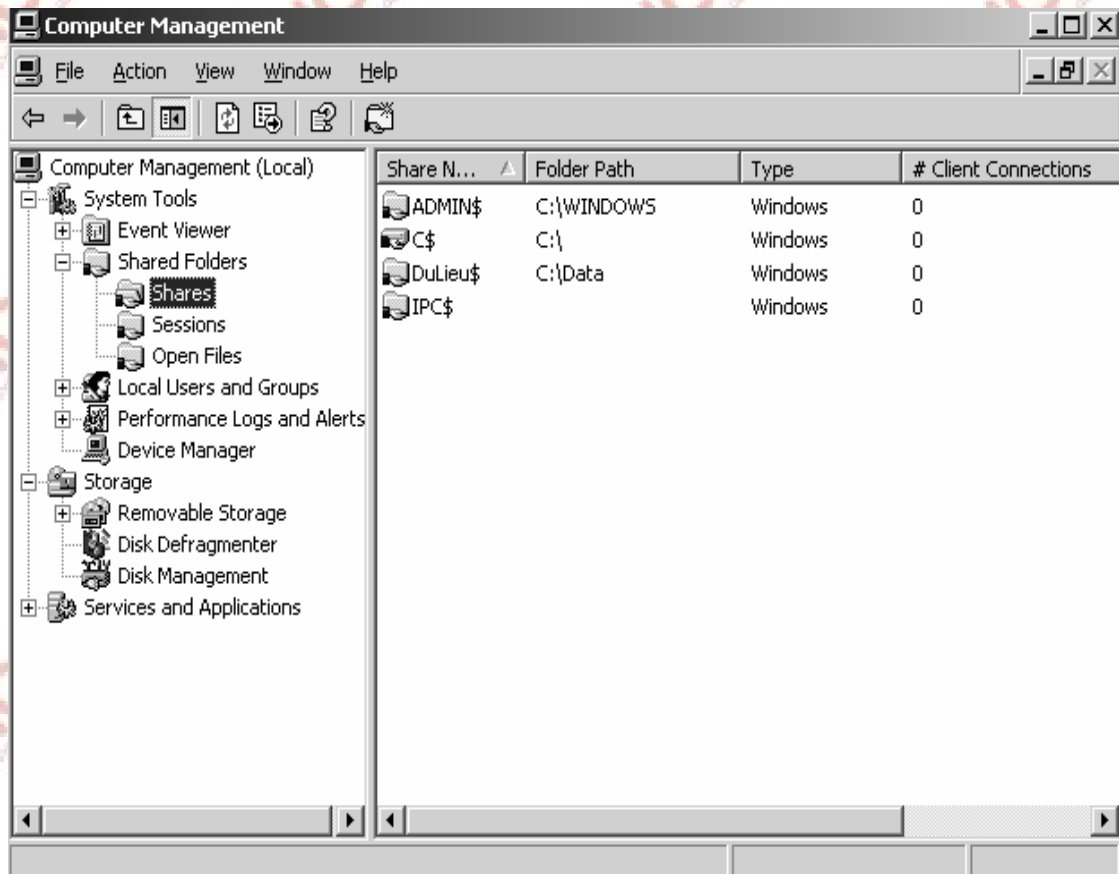 Computer Management
File Action View Window Help
Computer Management (Local)
System Tools
Event Viewer
Shared Folders
Shares
Sessions
Open Files
Local Users and Groups
Performance Logs and Alerts
Device Manager
Storage
Removable Storage
Disk Defragmenter
Disk Management
Services and Applications
Share N... Folder Path Type # Client Connections
ADMIN$ C:\WINDOWS Windows 0
C$ C:\ Windows 0
DuLieu$ C:\Data Windows 0
IPC$ Windows 0